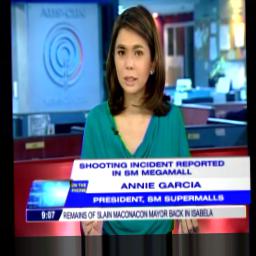 ABS-CBN
SHOOTING INCIDENT REPORTED
IN SM MEGAMALL
ON THE
PHONE
ANNIE GARCIA
PRESIDENT, SM SUPERMALLS
9:07 REMAINS OF SLAIN MACONACON MAYOR BACK IN ISABELA